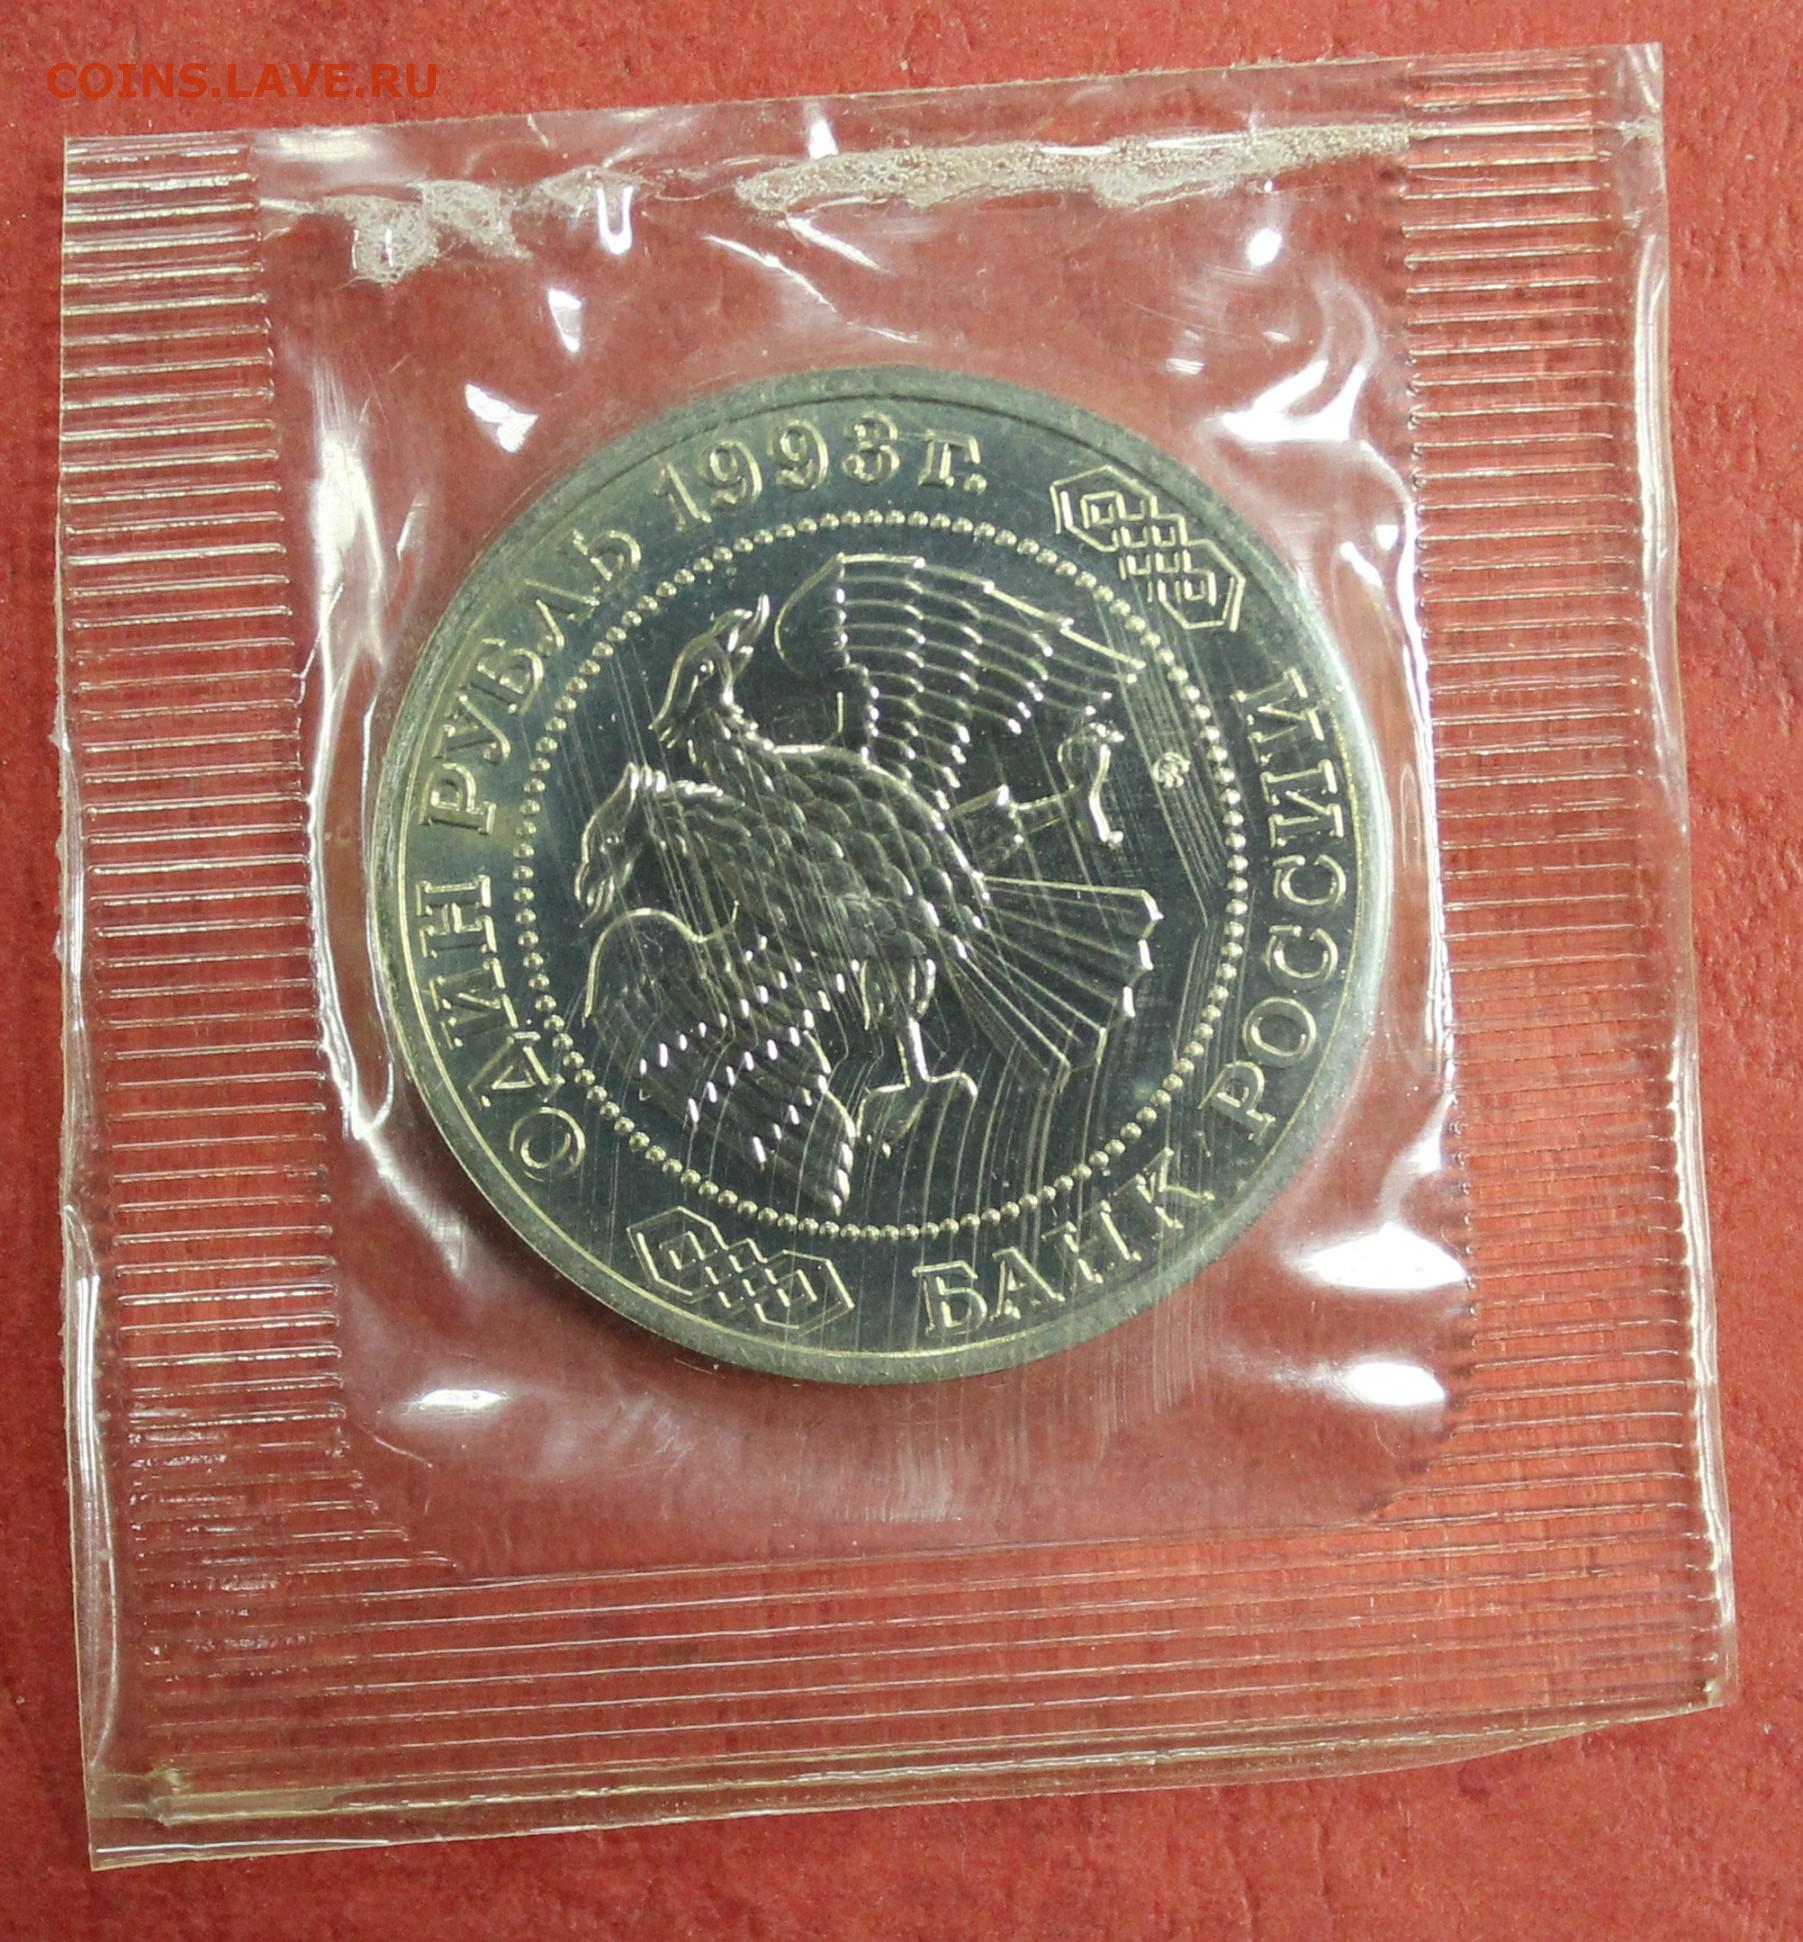 COINS.LAVE.RU
ОДИН РУБЛЬ 1993 г.
БАНК РОССИИ